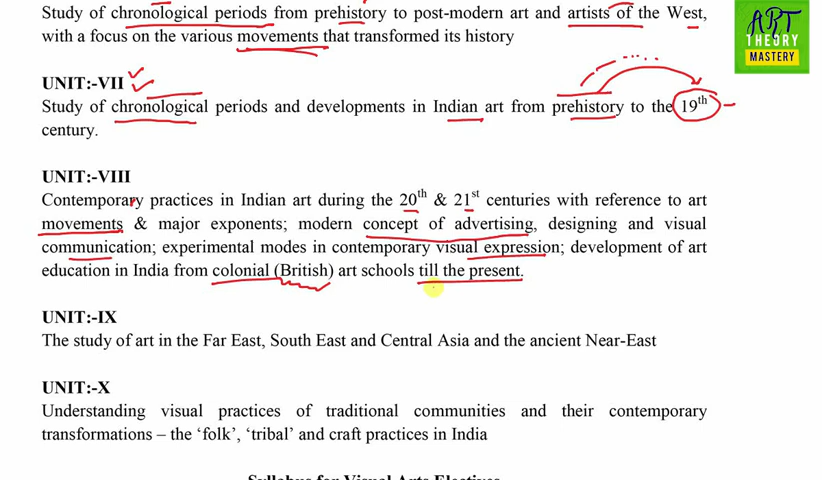 Study of chronological periods from prehistory to post-modern art and artists of the West,
with a focus on the various movements that transformed its history
ART
THEORY
MASTERY
UNIT:-VII
Study of chronological periods and developments in Indian art from prehistory to the 19th
century.
UNIT:-VIII
Contemporary practices in Indian art during the 20th & 21st centuries with reference to art
movements & major exponents; modern concept of advertising, designing and visual
communication; experimental modes in contemporary visual expression; development of art
education in India from colonial (British) art schools till the present.
UNIT:-IX
The study of art in the Far East, South East and Central Asia and the ancient Near-East
UNIT:-X
Understanding visual practices of traditional communities and their contemporary
transformations – the ‘folk’, ‘tribal’ and craft practices in India
Syllabus for Visual Arts Electives